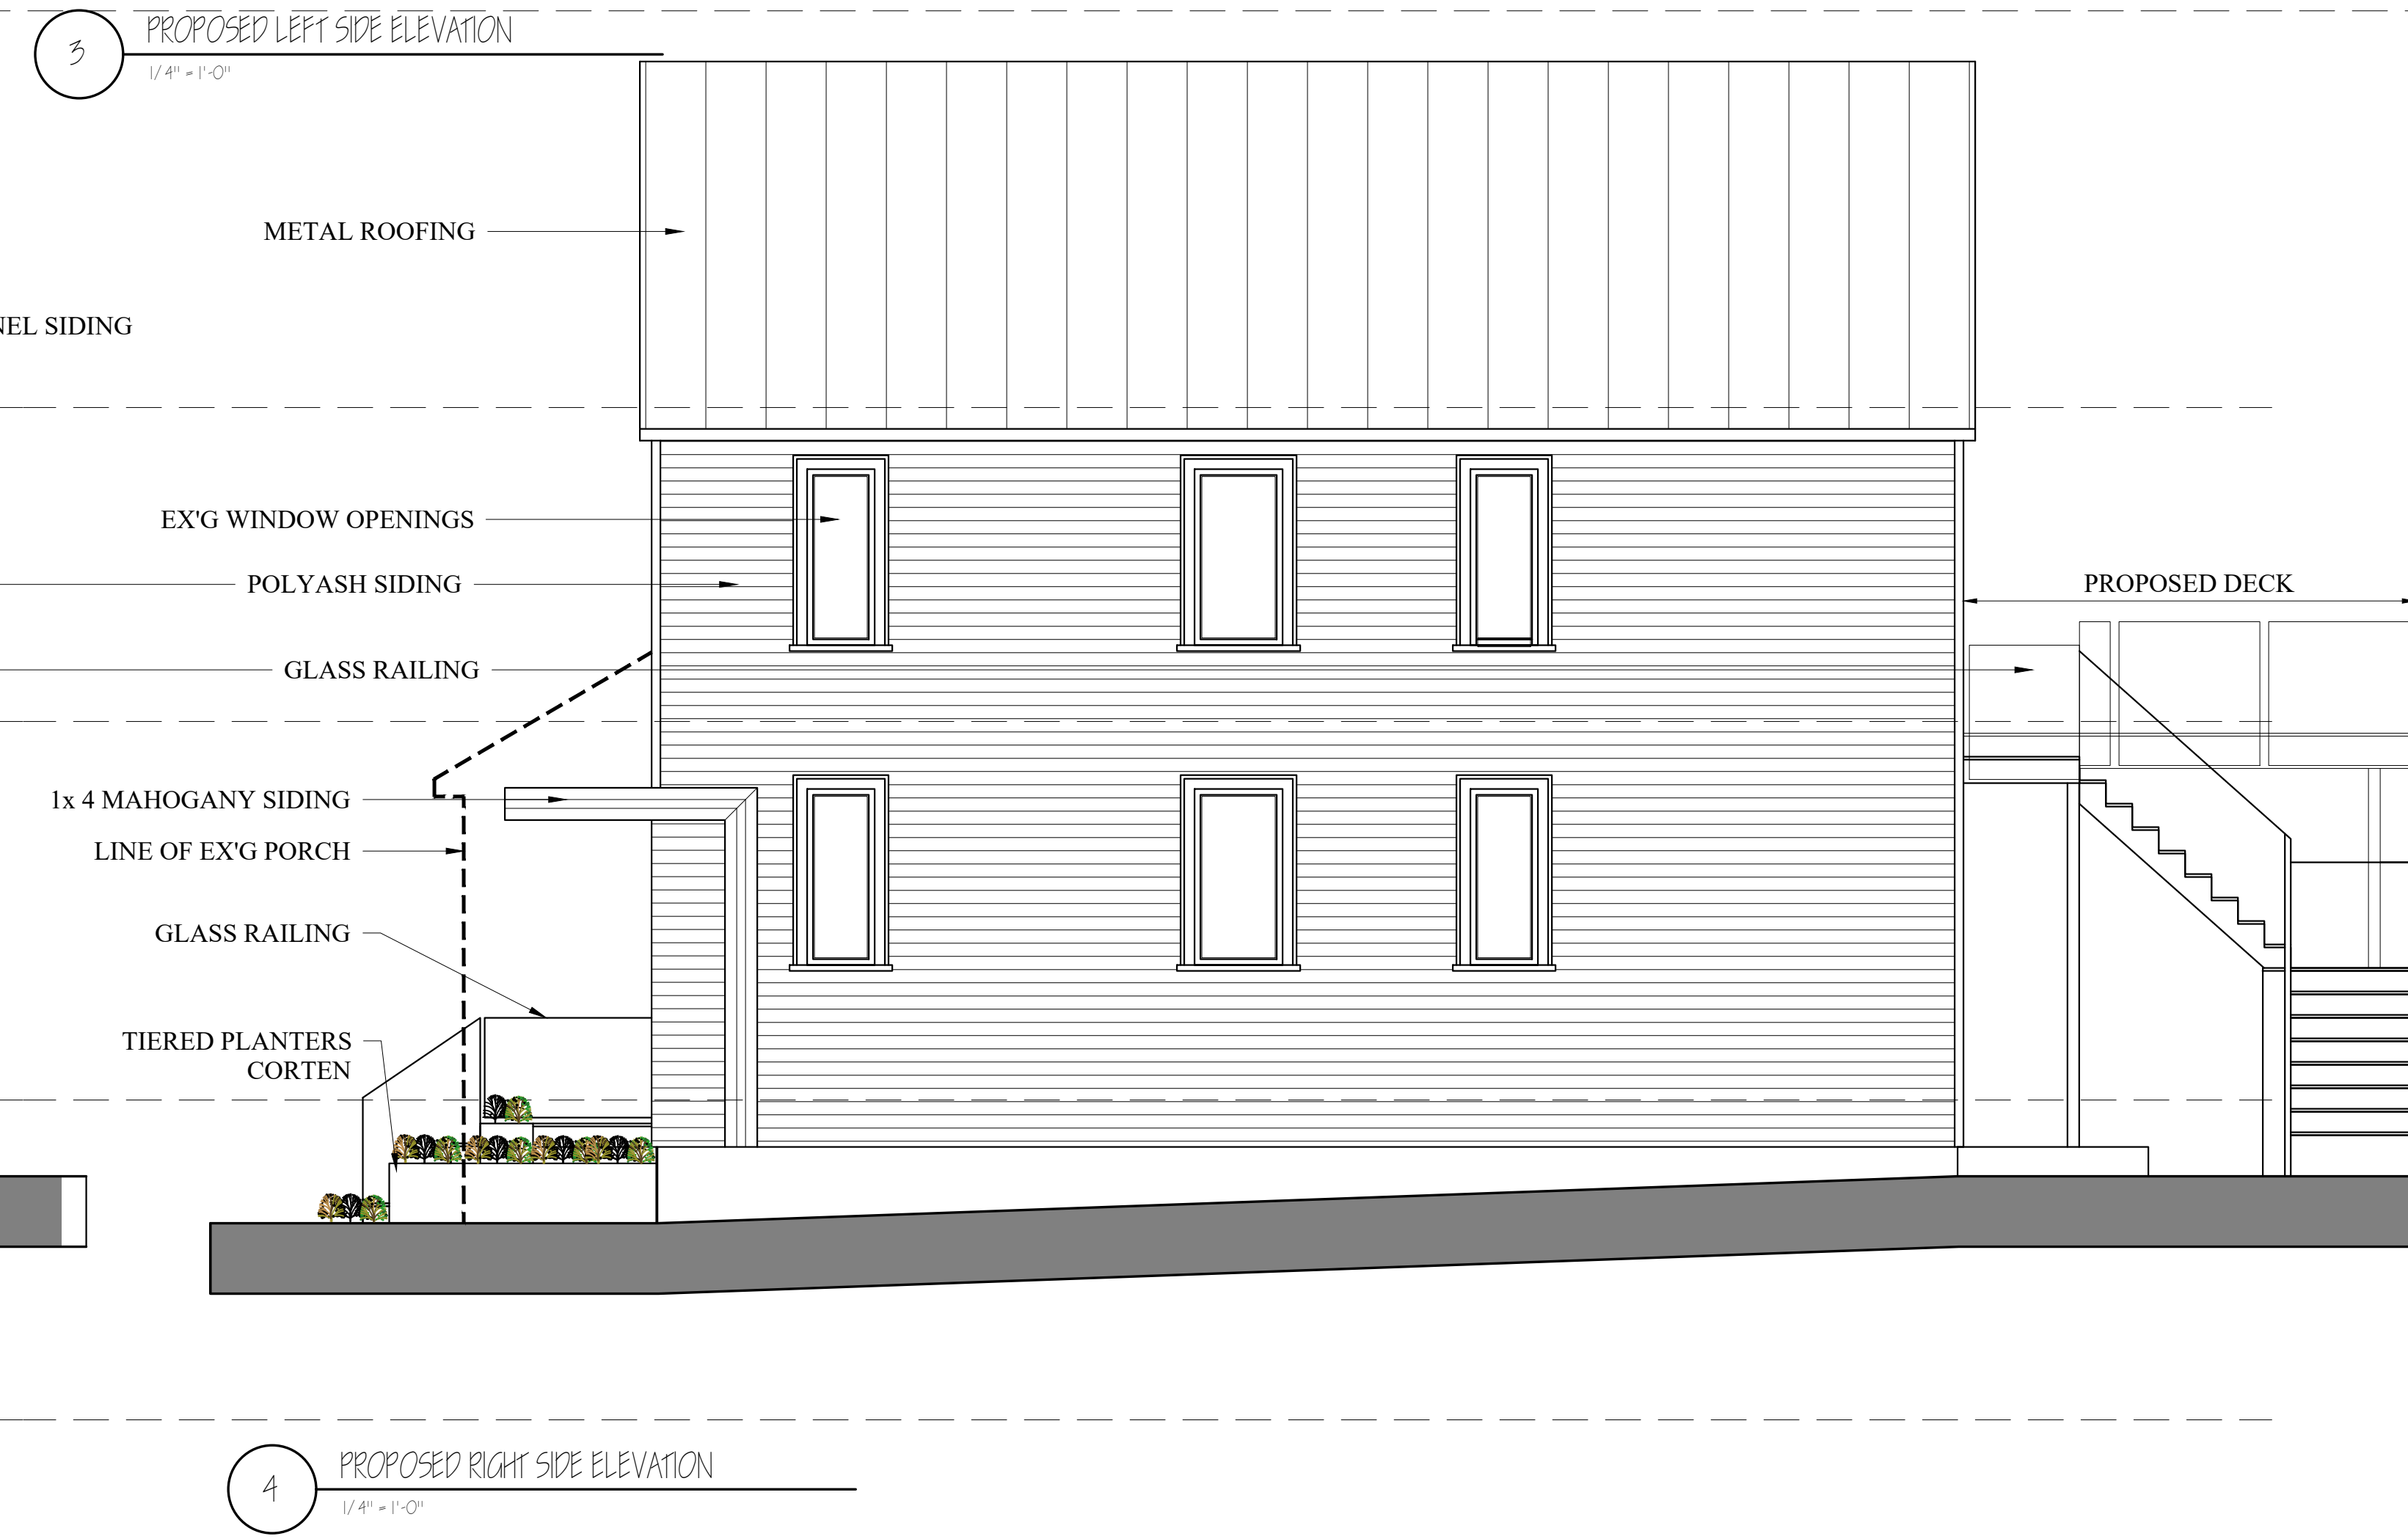 3
PROPOSED LEFT SIDE ELEVATION
1/4" = 1'-0"
METAL ROOFING
SIDING
EX'G WINDOW OPENINGS
POLYASH SIDING
PROPOSED DECK
GLASS RAILING
1x 4 MAHOGANY SIDING
LINE OF EX'G PORCH
GLASS RAILING
TIERED PLANTERS
CORTEN
4
PROPOSED RIGHT SIDE ELEVATION
1/4" = 1'-0"